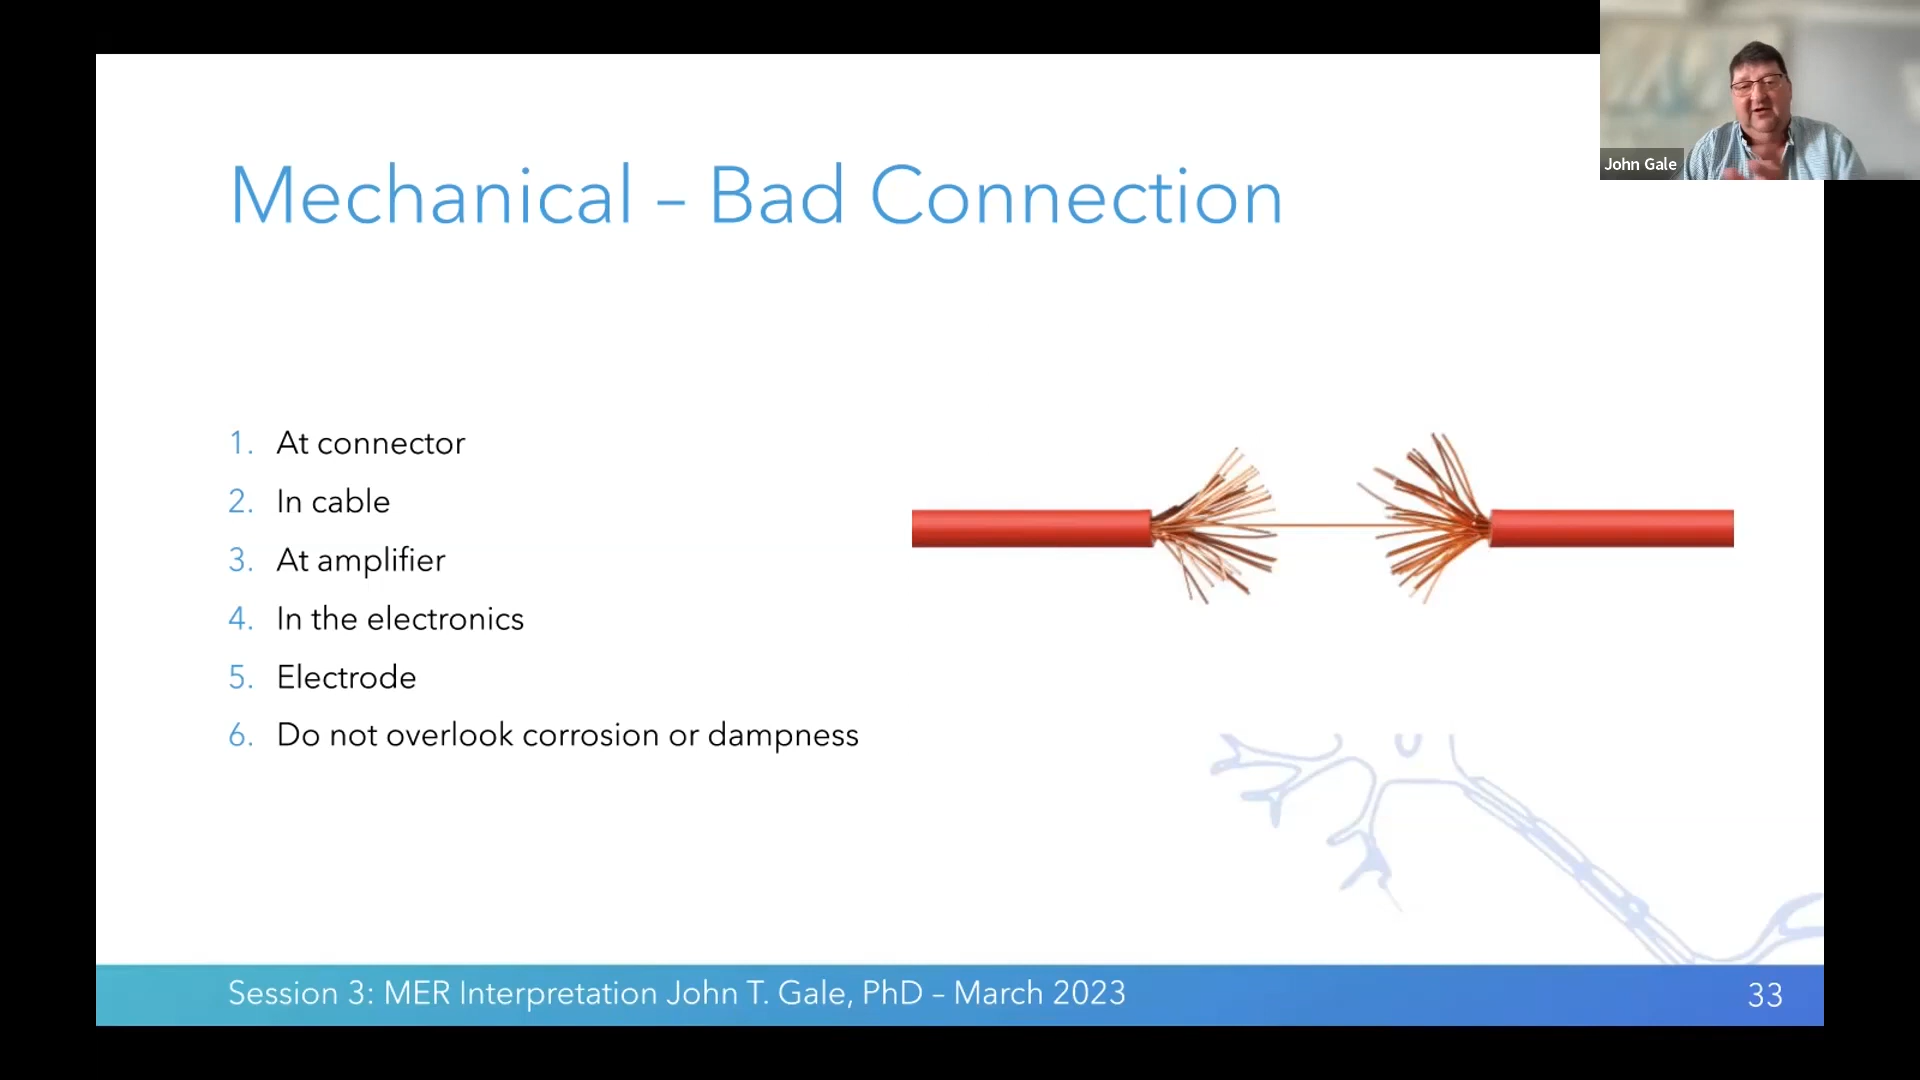 John Gale
Mechanical – Bad Connection
1. At connector
2. In cable
3. At amplifier
4. In the electronics
5. Electrode
6. Do not overlook corrosion or dampness
Session 3: MER Interpretation John T. Gale, PhD – March 2023
33